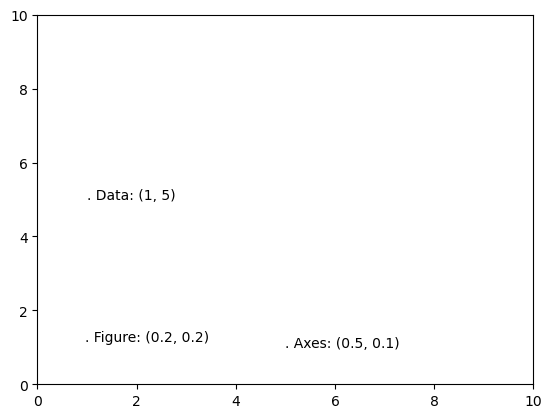 10
8
6
. Data: (1, 5)
4
2
. Figure: (0.2, 0.2)
. Axes: (0.5, 0.1)
0
0 2 4 6 8 10